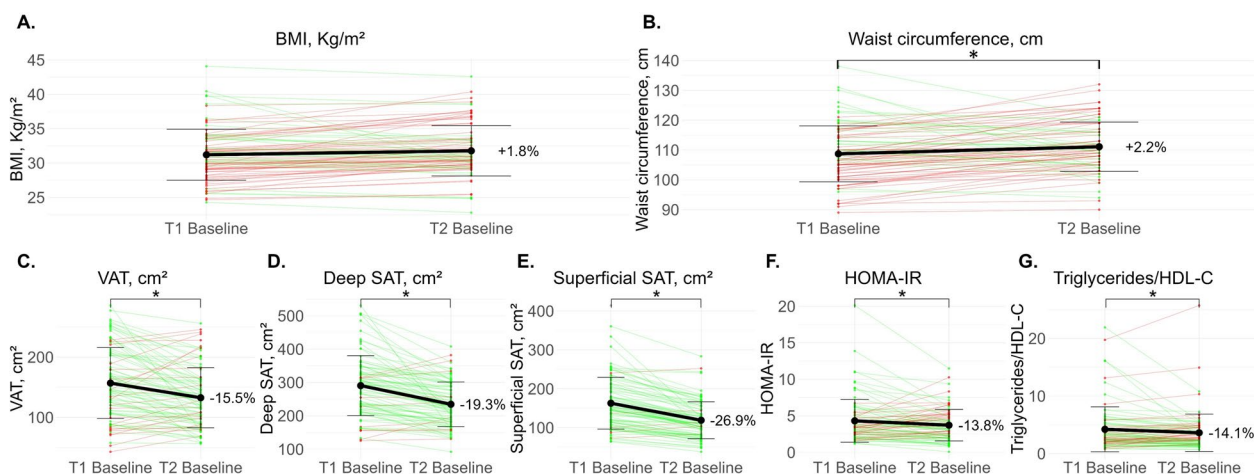 A.
BMI, Kg/m²
BMI, Kg/m²
45
40
35
30
25
+1.8%
T1 Baseline
T2 Baseline
B.
Waist circumference, cm
*
Waist circumference, cm
140
130
120
110
100
90
+2.2%
T1 Baseline
T2 Baseline
C.
VAT, cm²
*
VAT, cm²
200
100
-15.5%
T1 Baseline T2 Baseline
D.
Deep SAT, cm²
*
Deep SAT, cm²
500
400
300
200
100
-19.3%
T1 Baseline T2 Baseline
E.
Superficial SAT, cm²
*
Superficial SAT, cm²
400
300
200
100
-26.9%
T1 Baseline T2 Baseline
F.
HOMA-IR
*
HOMA-IR
20
15
10
5
0
-13.8%
T1 Baseline T2 Baseline
G.
Triglycerides/HDL-C
*
Triglycerides/HDL-C
20
10
0
-14.1%
T1 Baseline T2 Baseline